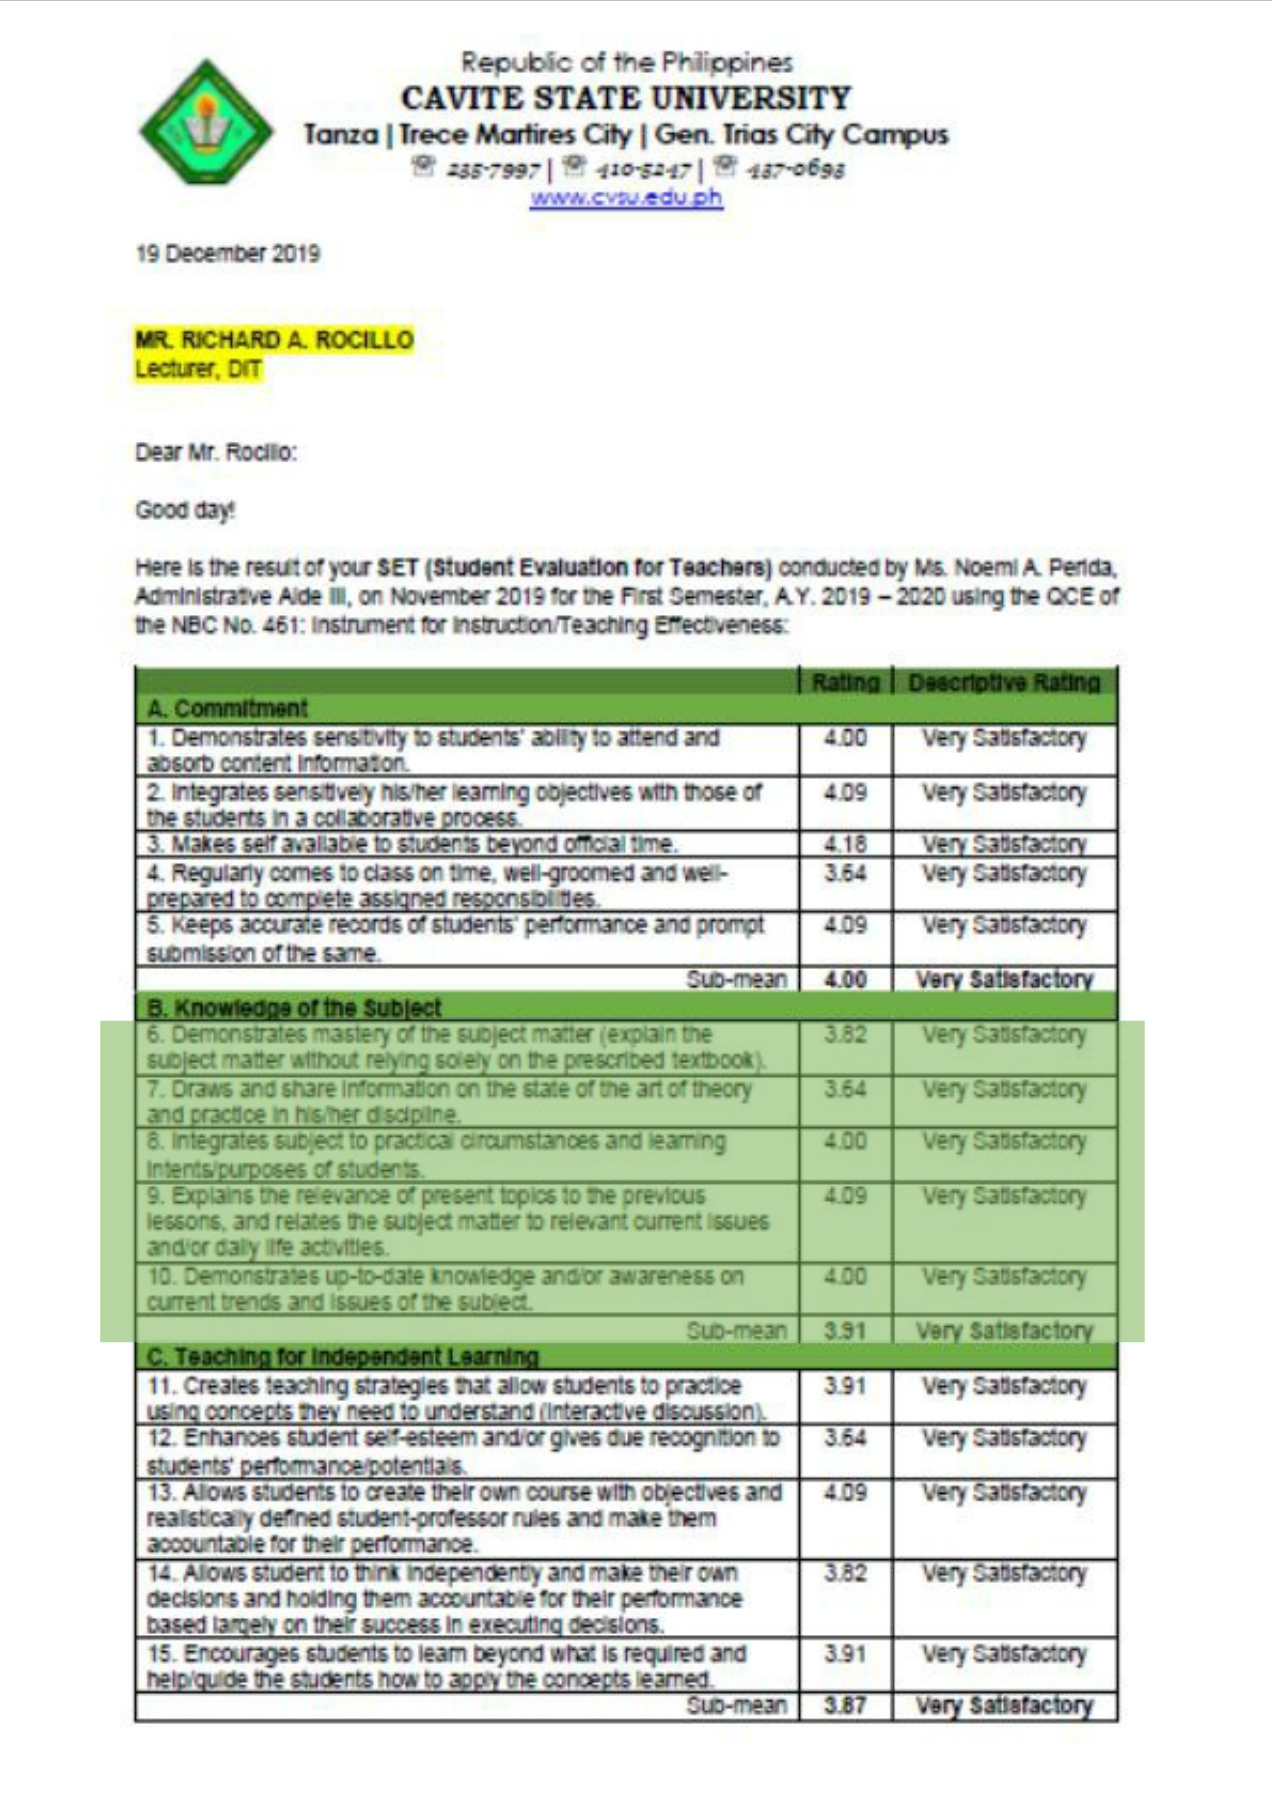 Republic of the Philippines
CAVITE STATE UNIVERSITY
Tanza | Trece Martires City | Gen. Trias City Campus
☏ 235-7997 | ☏ 410-5247 | ☏ 437-0693
www.cvsu.edu.ph
19 December 2019
MR. RICHARD A. ROCILLO
Lecturer, DIT
Dear Mr. Rocillo:
Good day!
Here is the result of your SET (Student Evaluation for Teachers) conducted by Ms. Noemi A. Perida,
Administrative Aide III, on November 2019 for the First Semester, A.Y. 2019 – 2020 using the QCE of
the NBC No. 461: Instrument for Instruction/Teaching Effectiveness:
Rating Descriptive Rating
A. Commitment
1. Demonstrates sensitivity to students' ability to attend and 4.00 Very Satisfactory
absorb content information.
2. Integrates sensitively his/her learning objectives with those of 4.09 Very Satisfactory
the students in a collaborative process.
3. Makes self available to students beyond official time. 4.18 Very Satisfactory
4. Regularly comes to class on time, well-groomed and well- 3.64 Very Satisfactory
prepared to complete assigned responsibilities.
5. Keeps accurate records of students' performance and prompt 4.09 Very Satisfactory
submission of the same.
Sub-mean 4.00 Very Satisfactory
B. Knowledge of the Subject
6. Demonstrates mastery of the subject matter (explain the 3.82 Very Satisfactory
subject matter without relying solely on the prescribed textbook).
7. Draws and share information on the state of the art of theory 3.64 Very Satisfactory
and practice in his/her discipline.
8. Integrates subject to practical circumstances and learning 4.00 Very Satisfactory
intents/purposes of students.
9. Explains the relevance of present topics to the previous 4.09 Very Satisfactory
lessons, and relates the subject matter to relevant current issues
and/or daily life activities.
10. Demonstrates up-to-date knowledge and/or awareness on 4.00 Very Satisfactory
current trends and issues of the subject.
Sub-mean 3.91 Very Satisfactory
C. Teaching for Independent Learning
11. Creates teaching strategies that allow students to practice 3.91 Very Satisfactory
using concepts they need to understand (interactive discussion).
12. Enhances student self-esteem and/or gives due recognition to 3.64 Very Satisfactory
students' performance/potentials.
13. Allows students to create their own course with objectives and 4.09 Very Satisfactory
realistically defined student-professor rules and make them
accountable for their performance.
14. Allows student to think independently and make their own 3.82 Very Satisfactory
decisions and holding them accountable for their performance
based largely on their success in executing decisions.
15. Encourages students to learn beyond what is required and 3.91 Very Satisfactory
help/guide the students how to apply the concepts learned.
Sub-mean 3.87 Very Satisfactory